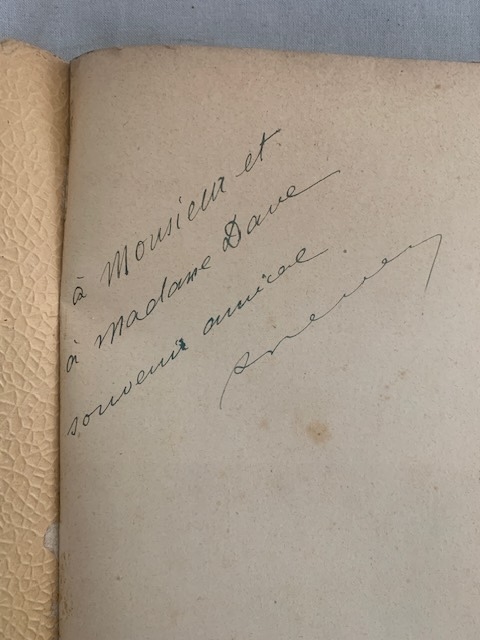 à Monsieur et
à madame Dave
souvenir amical